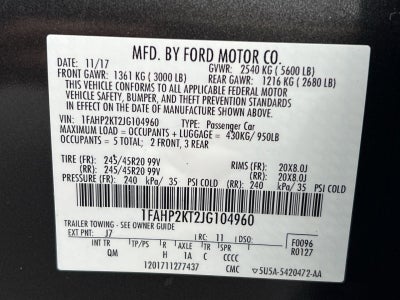 MFD. BY FORD MOTOR CO.
DATE: 11/17 GVWR: 2540 KG ( 5600 LB)
FRONT GAWR: 1361 KG ( 3000 LB) REAR GAWR: 1216 KG ( 2680 LB)
THIS VEHICLE CONFORMS TO ALL APPLICABLE FEDERAL MOTOR
VEHICLE SAFETY, BUMPER, AND THEFT PREVENTION STANDARDS
IN EFFECT ON THE DATE OF MANUFACTURE SHOWN ABOVE.
VIN: 1FAHP2KT2JG104960 TYPE: Passenger Car
MAXIMUM LOAD = OCCUPANTS + LUGGAGE = 430KG/ 950LB
OCCUPANTS = 5 TOTAL; 2 FRONT, 3 REAR
TIRE (FR): 245/45R20 99V RIMS (FR): 20X8.0J
(RR): 245/45R20 99V (RR): 20X8.0J
PRESSURE (FR): 240 kPa/ 35 PSI COLD (RR): 240 kPa/ 35 PSI COLD
1FAHP2KT2JG104960
TRAILER TOWING - SEE OWNER GUIDE
EXT PNT: J7 RC: 11 DSO: F0096
INT TR TP/PS R AXLE TR SPR R0127
QM H 1A C CCCC
1201711277437 CMC 5U5A-5420472-AA